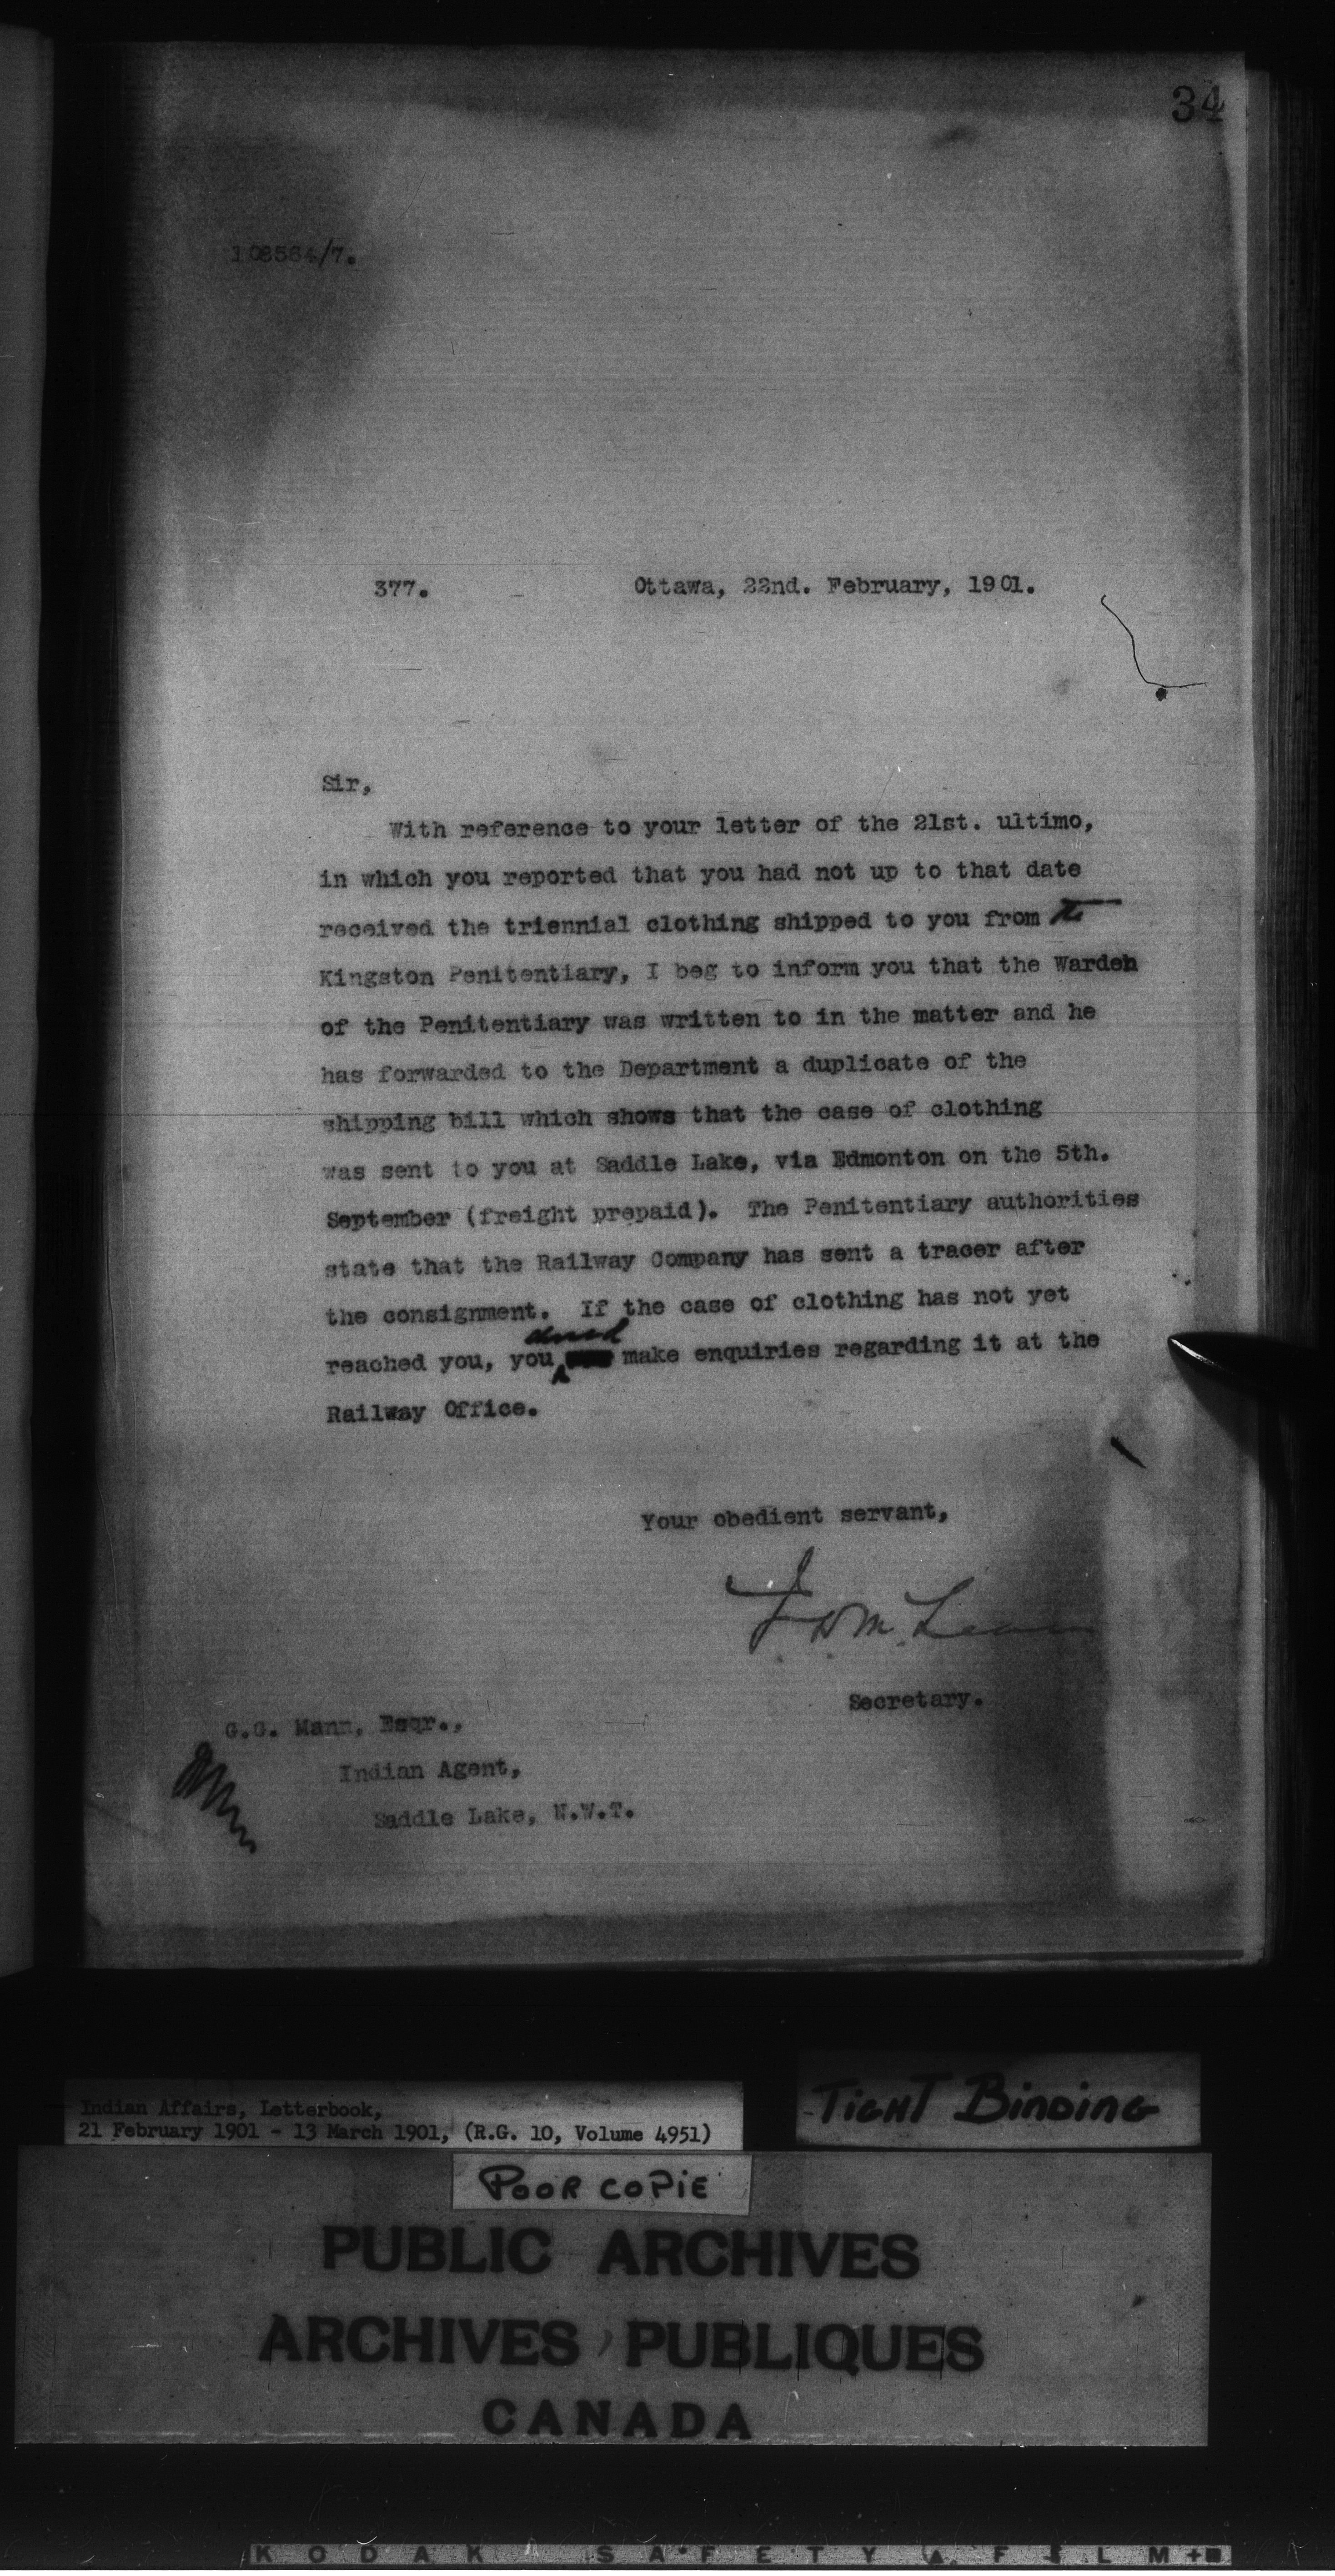 34
108564/7.
377. Ottawa, 22nd. February, 1901.
Sir,
With reference to your letter of the 21st. ultimo,
in which you reported that you had not up to that date
received the triennial clothing shipped to you from the
Kingston Penitentiary, I beg to inform you that the Warden
of the Penitentiary was written to in the matter and he
has forwarded to the Department a duplicate of the
shipping bill which shows that the case of clothing
was sent to you at Saddle Lake, via Edmonton on the 5th.
September (freight prepaid). The Penitentiary authorities
state that the Railway Company has sent a tracer after
the consignment. If the case of clothing has not yet
reached you, you make enquiries regarding it at the
Railway Office.
Your obedient servant,
J D McLean
Secretary.
G.G. Mann, Esqr.,
Indian Agent,
Saddle Lake, N.W.T.
Indian Affairs, Letterbook,
21 February 1901 - 13 March 1901, (R.G. 10, Volume 4951)
TIGHT BINDING
POOR COPIE
PUBLIC ARCHIVES
ARCHIVES PUBLIQUES
CANADA
KODAK SAFETY FILM